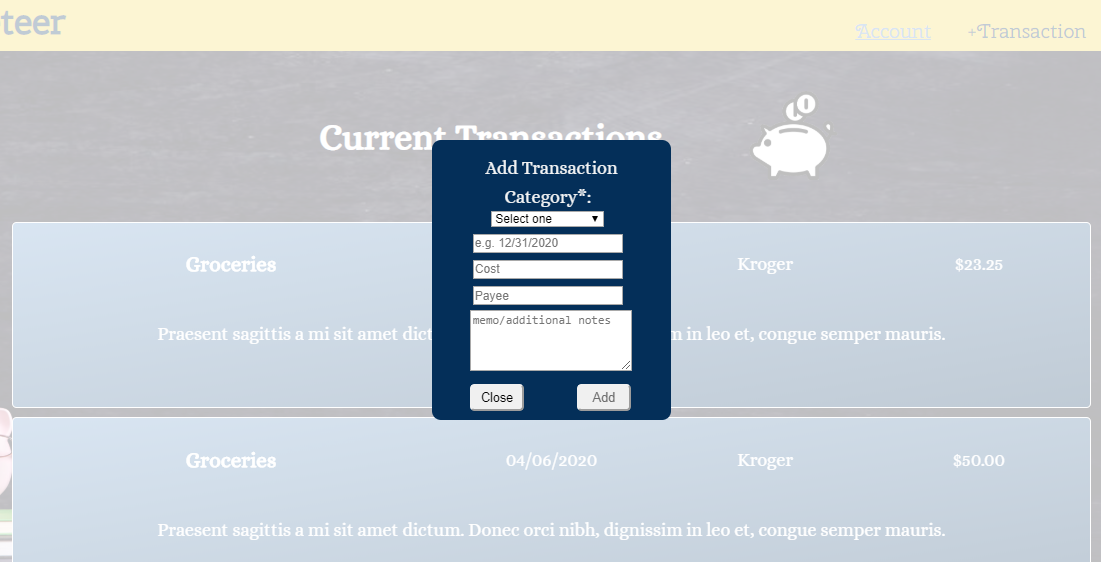 teer
Account +Transaction
Current Transactions
Add Transaction
Category*:
Select one
e.g. 12/31/2020
Cost
Payee
memo/additional notes
Close Add
Groceries Kroger $23.25
Praesent sagittis a mi sit amet in leo et, congue semper mauris.
Groceries 04/06/2020 Kroger $50.00
Praesent sagittis a mi sit amet dictum. Donec orci nibh, dignissim in leo et, congue semper mauris.